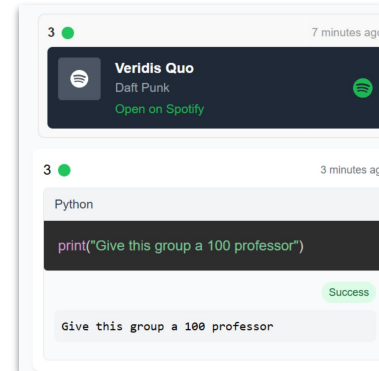 3
7 minutes ago
Veridis Quo
Daft Punk
Open on Spotify
3
3 minutes ag
Python
print("Give this group a 100 professor")
Success
Give this group a 100 professor